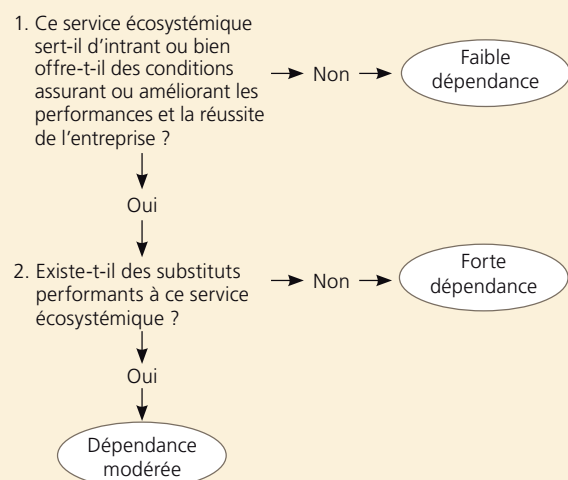 1. Ce service écosystémique
sert-il d'intrant ou bien
offre-t-il des conditions
assurant ou améliorant les
performances et la réussite
de l'entreprise ?
Non
Faible
dépendance
Oui
2. Existe-t-il des substituts
performants à ce service
écosystémique ?
Non
Forte
dépendance
Oui
Dépendance
modérée